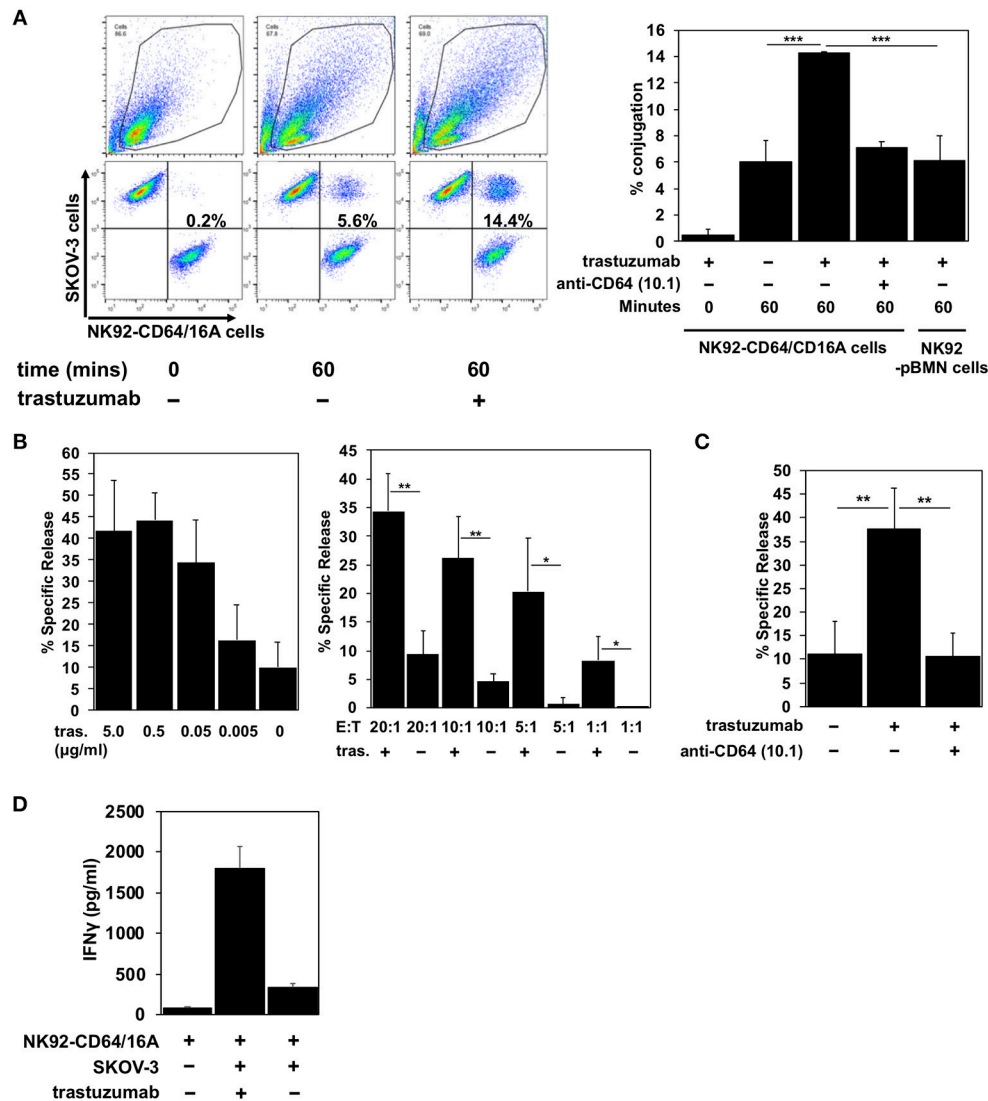 A
Cells
86.6
Cells
67.8
Cells
69.0
0.2%
5.6%
14.4%
SKOV-3 cells
NK92-CD64/16A cells
time (mins) 0 60 60
trastuzumab – – +
16
14
12
10
8
6
4
2
0
% conjugation
*** ***
trastuzumab + – + + +
anti-CD64 (10.1) – – – + –
Minutes 0 60 60 60 60
NK92-CD64/CD16A cells
NK92
-pBMN cells
B
60
55
50
45
40
35
30
25
20
15
10
5
0
% Specific Release
tras. 5.0 0.5 0.05 0.005 0
(µg/ml)
45
40
35
30
25
20
15
10
5
0
% Specific Release
**
**
*
*
E:T 20:1 20:1 10:1 10:1 5:1 5:1 1:1 1:1
tras. + – + – + – + –
C
50
45
40
35
30
25
20
15
10
5
0
% Specific Release
** **
trastuzumab – + +
anti-CD64 (10.1) – – +
D
2500
2000
1500
1000
500
0
IFNγ (pg/ml)
NK92-CD64/16A + + +
SKOV-3 – + +
trastuzumab – + –